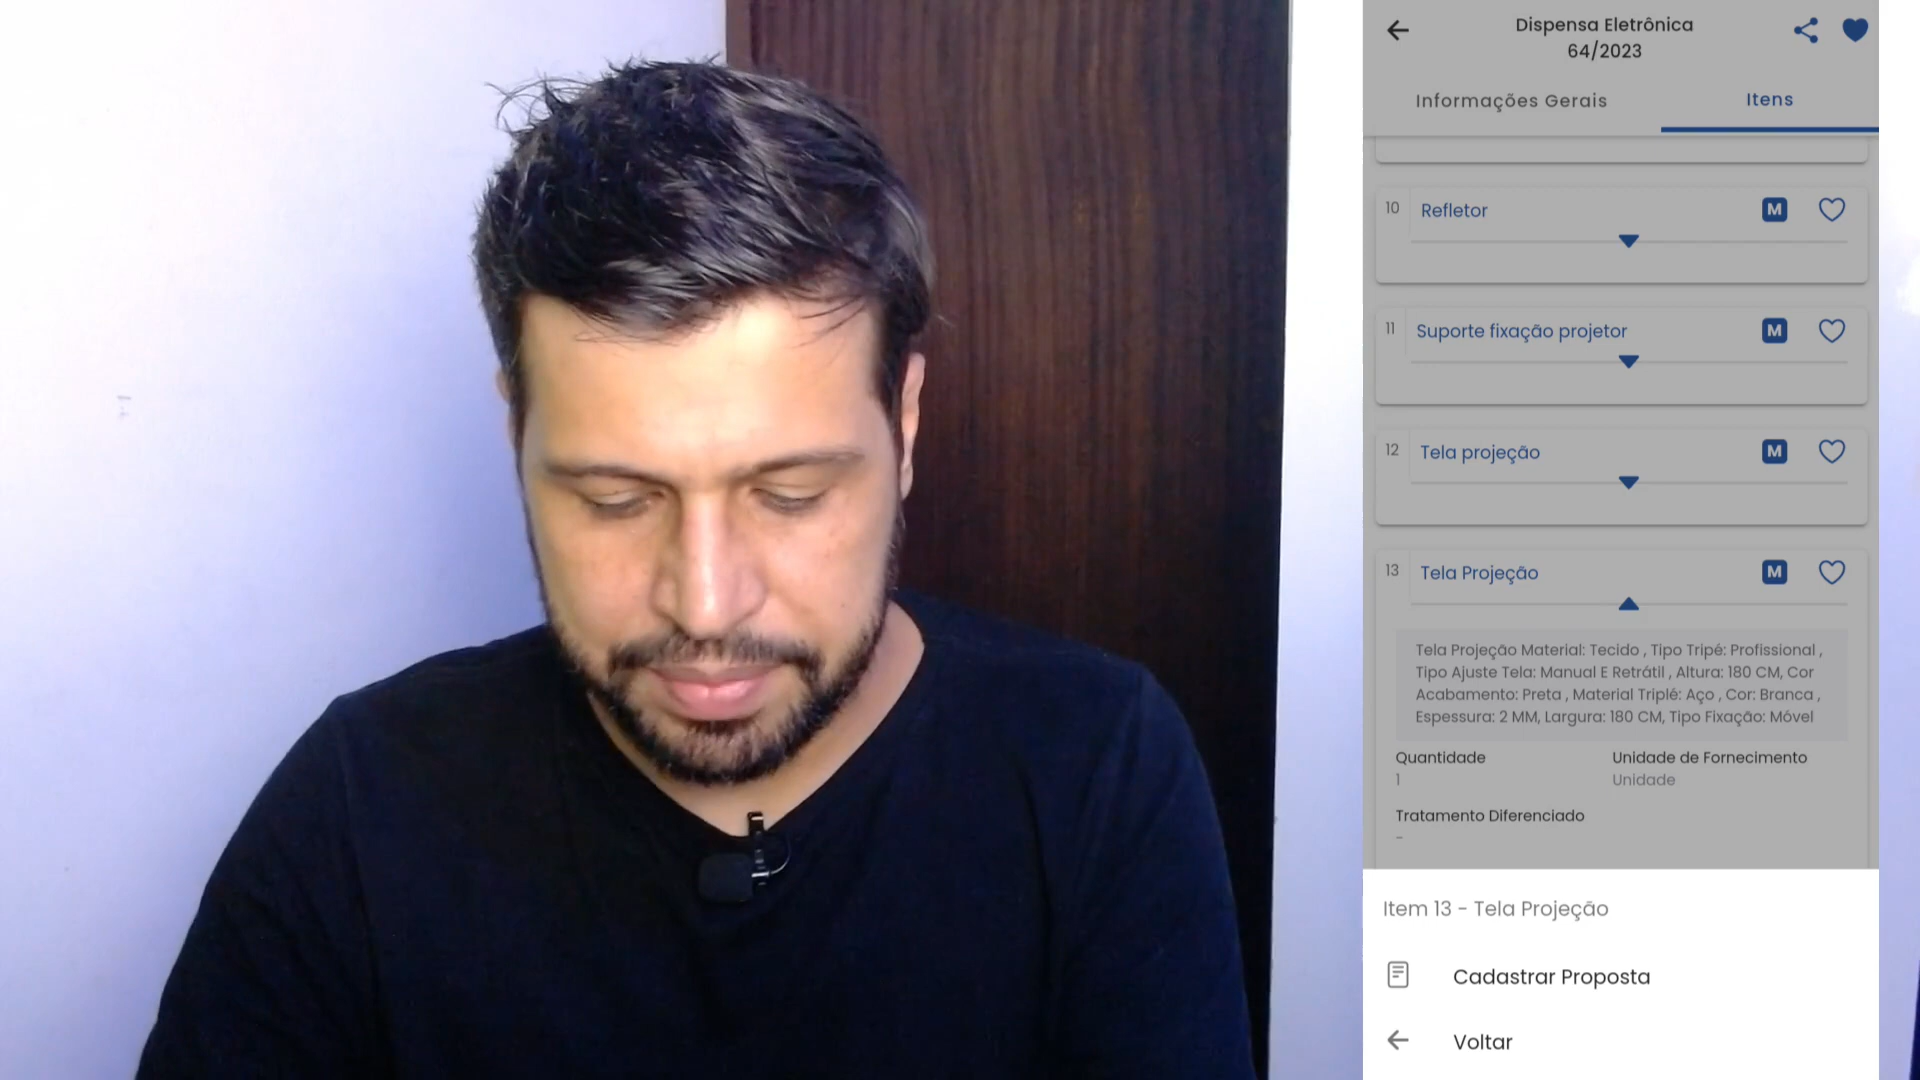 Dispensa Eletrônica
64/2023
Informações Gerais
Itens
10
Refletor
M
11
Suporte fixação projetor
M
12
Tela projeção
M
13
Tela Projeção
M
Tela Projeção Material: Tecido , Tipo Tripé: Profissional ,
Tipo Ajuste Tela: Manual E Retrátil , Altura: 180 CM, Cor
Acabamento: Preta , Material Triplé: Aço , Cor: Branca ,
Espessura: 2 MM, Largura: 180 CM, Tipo Fixação: Móvel
Quantidade
Unidade de Fornecimento
1
Unidade
Tratamento Diferenciado
-
Item 13 - Tela Projeção
Cadastrar Proposta
Voltar